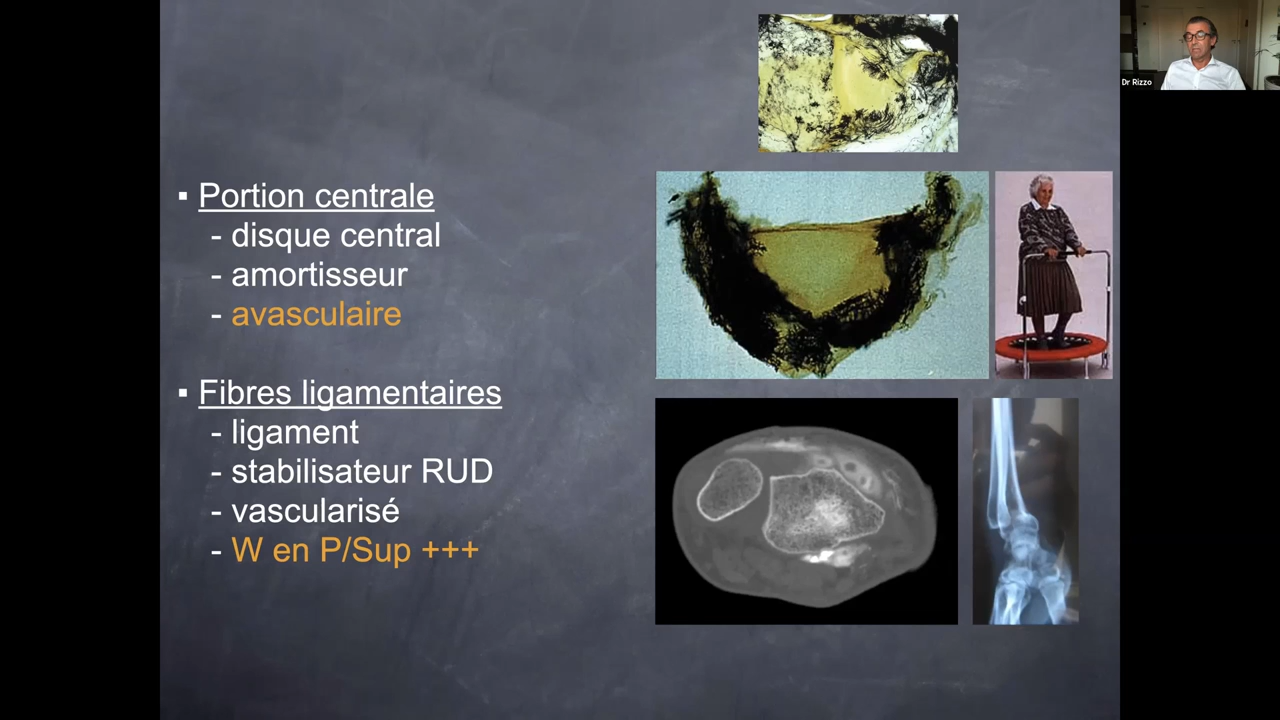 ▪ Portion centrale
- disque central
- amortisseur
- avasculaire
▪ Fibres ligamentaires
- ligament
- stabilisateur RUD
- vascularisé
- W en P/Sup +++
Dr Rizzo